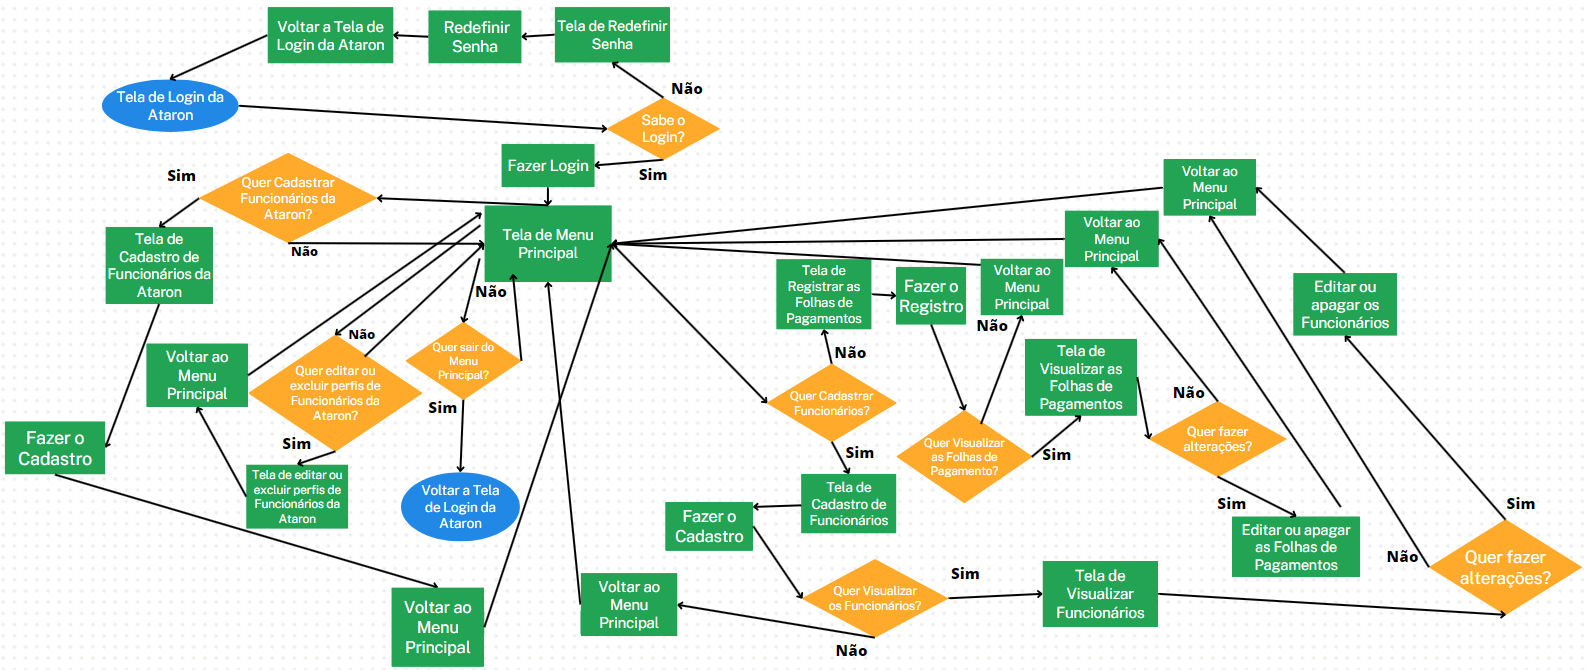 Voltar a Tela de
Login da Ataron
Redefinir
Senha
Tela de Redefinir
Senha
Não
Tela de Login da
Ataron
Sabe o
Login?
Fazer Login
Sim
Sim
Quer Cadastrar
Funcionários da
Ataron?
Não
Tela de
Cadastro de
Funcionários da
Ataron
Tela de Menu
Principal
Voltar ao
Menu
Principal
Voltar ao
Menu
Principal
Voltar ao
Menu
Principal
Tela de
Registrar as
Folhas de
Pagamentos
Fazer o
Registro
Editar ou
apagar os
Funcionários
Não
Não
Não
Não
Voltar ao
Menu
Principal
Quer editar ou
excluir perfis de
Funcionários da
Ataron?
Quer sair do
Menu
Principal?
Tela de
Visualizar as
Folhas de
Pagamentos
Quer Cadastrar
Funcionários?
Não
Sim
Fazer o
Cadastro
Sim
Quer Visualizar
as Folhas de
Pagamento?
Sim
Sim
Quer fazer
alterações?
Tela de editar ou
excluir perfis de
Funcionários da
Ataron
Voltar a Tela
de Login da
Ataron
Tela de
Cadastro de
Funcionários
Sim
Sim
Fazer o
Cadastro
Editar ou apagar
as Folhas de
Pagamentos
Não
Quer fazer
alterações?
Voltar ao
Menu
Principal
Voltar ao
Menu
Principal
Quer Visualizar
os Funcionários?
Sim
Tela de
Visualizar
Funcionários
Não